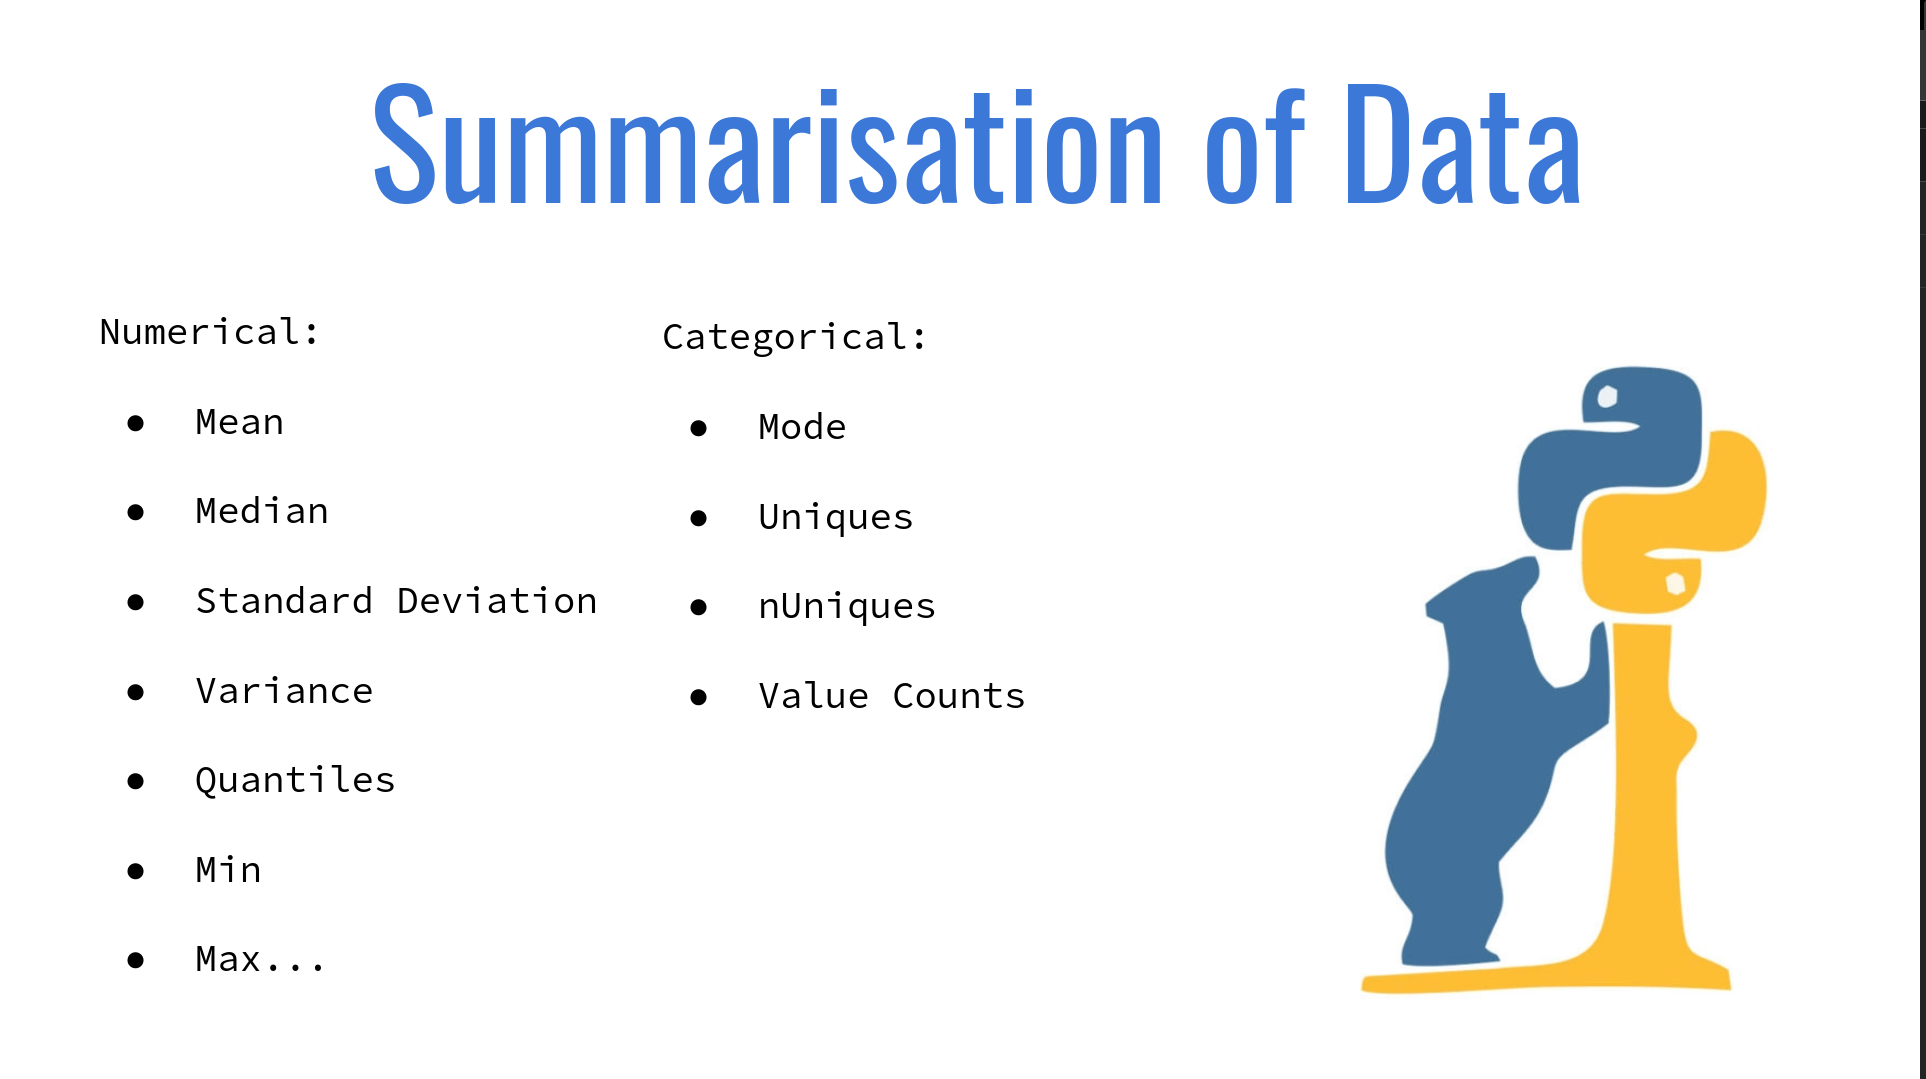 Summarisation of Data
Numerical:
● Mean
● Median
● Standard Deviation
● Variance
● Quantiles
● Min
● Max...
Categorical:
● Mode
● Uniques
● nUniques
● Value Counts